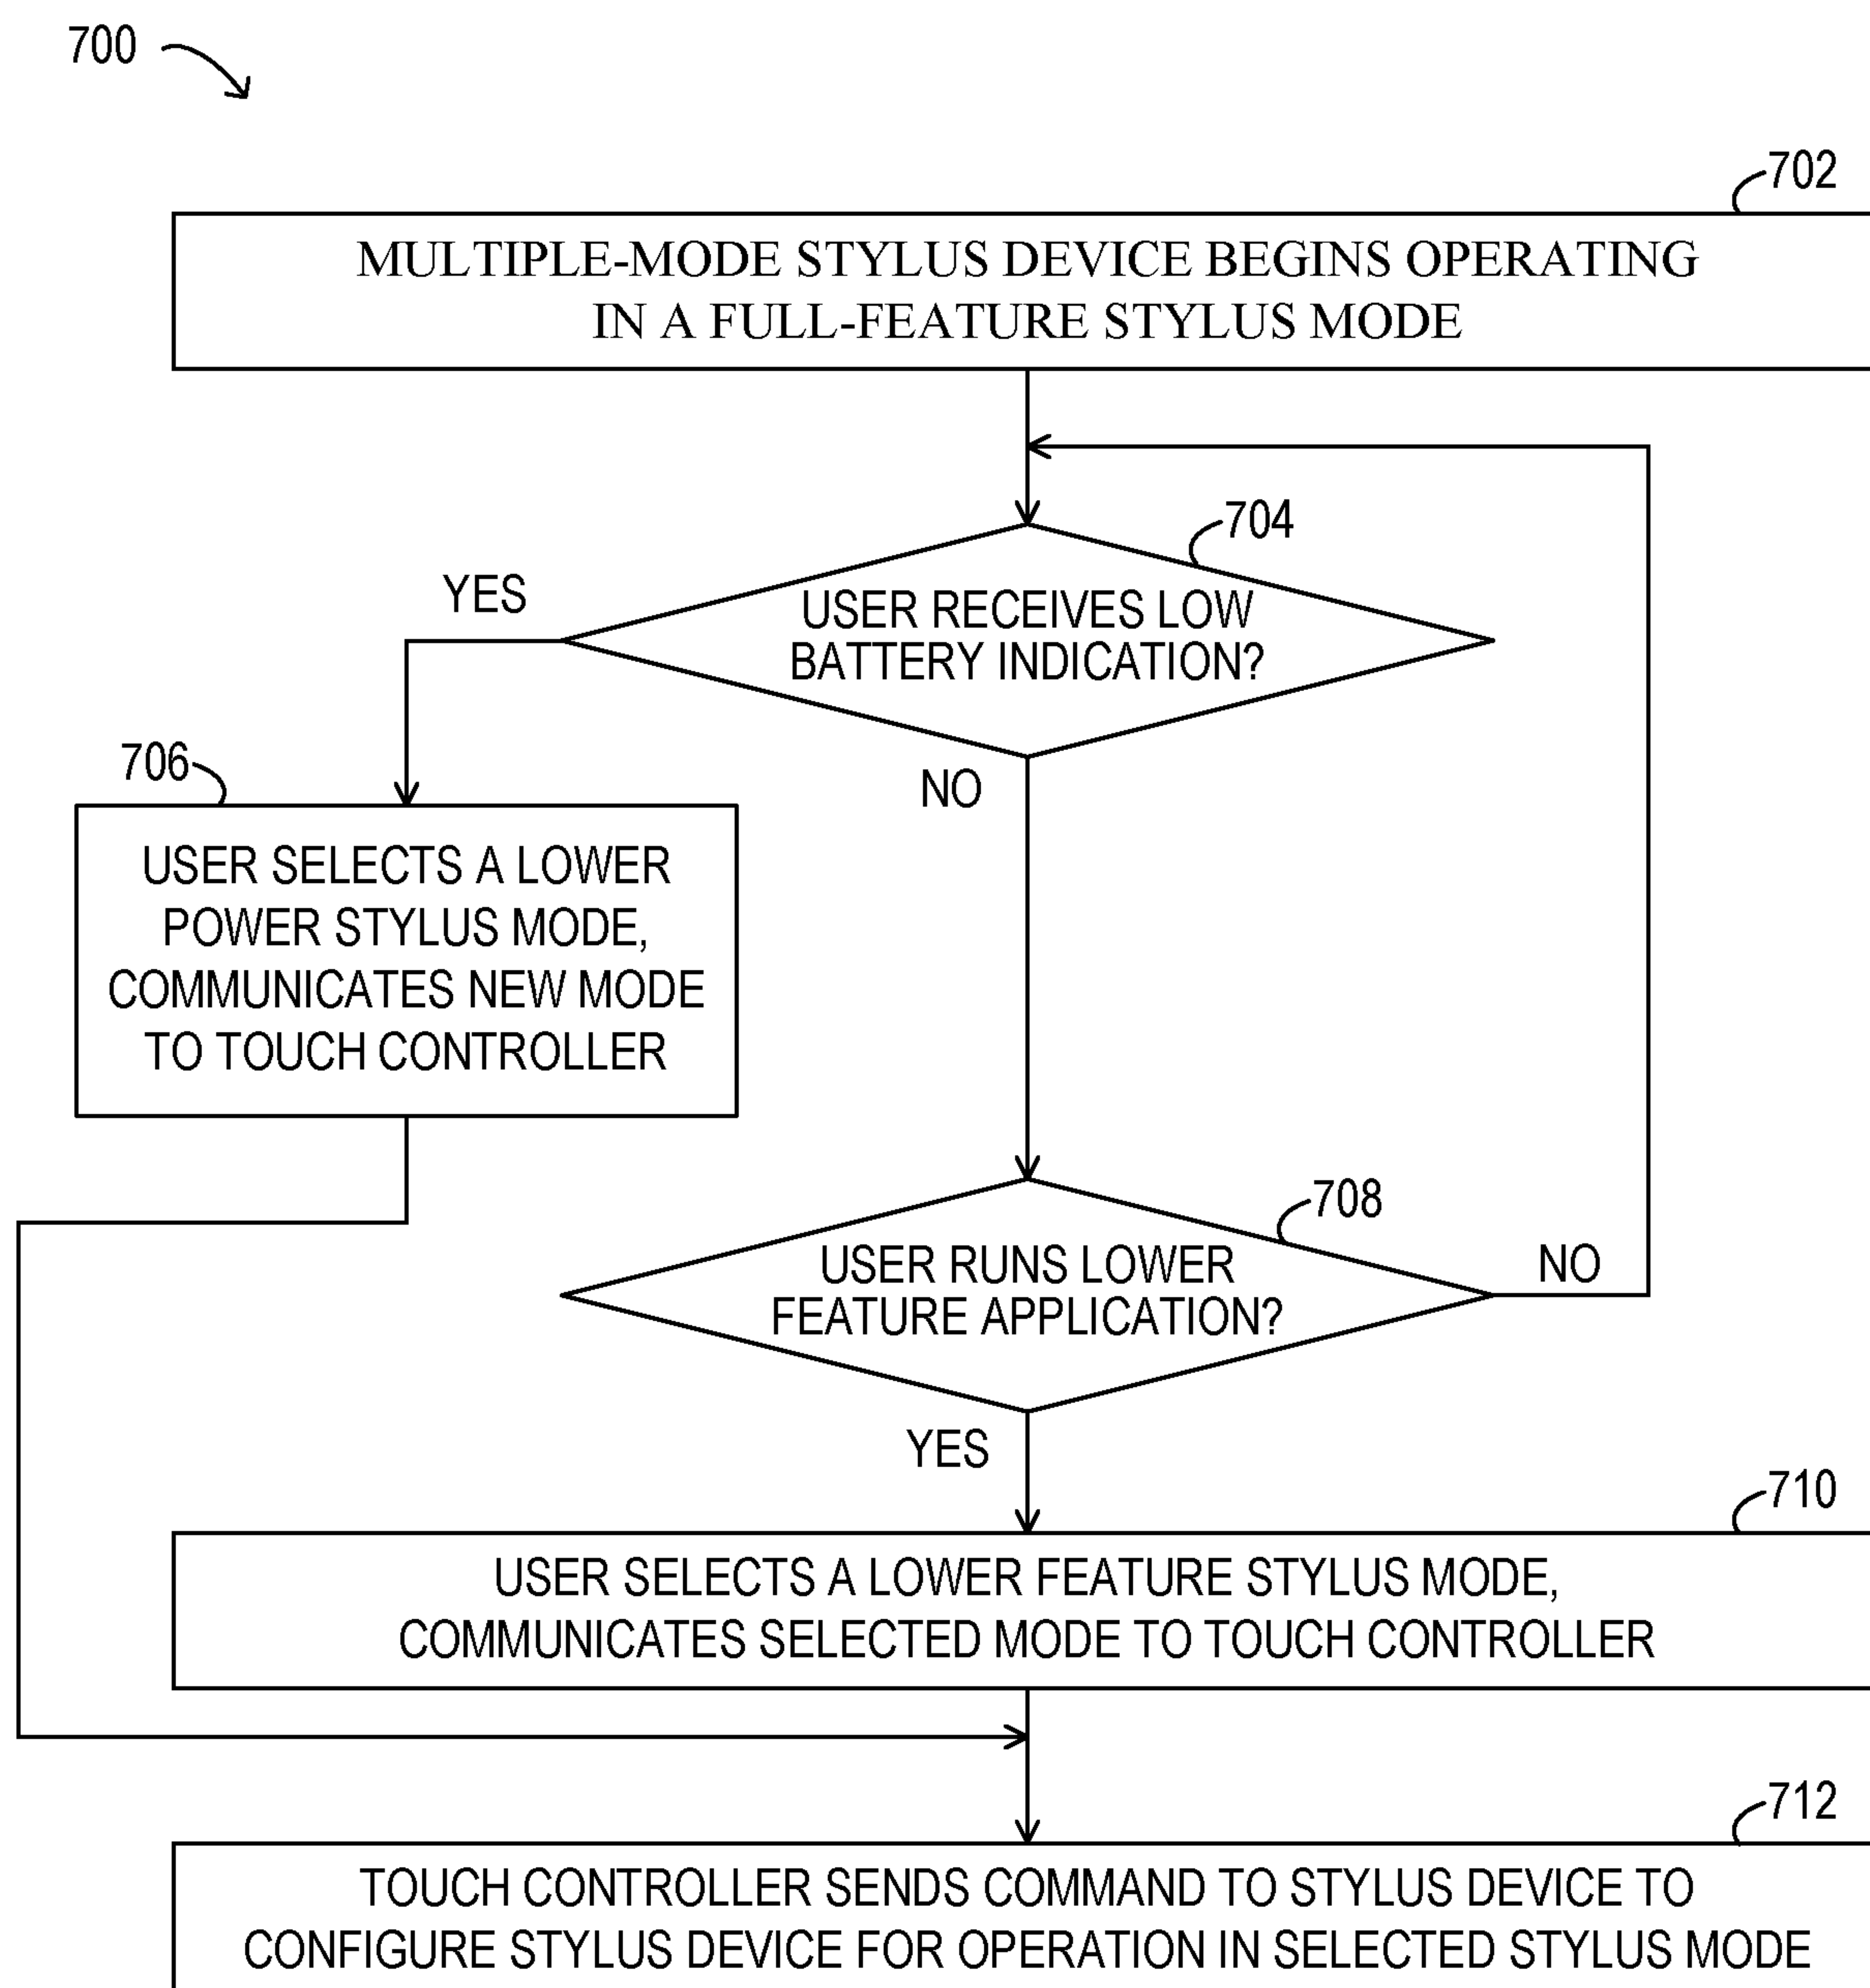 700
702
MULTIPLE-MODE STYLUS DEVICE BEGINS OPERATING
IN A FULL-FEATURE STYLUS MODE
704
YES
USER RECEIVES LOW
BATTERY INDICATION?
706
NO
USER SELECTS A LOWER
POWER STYLUS MODE,
COMMUNICATES NEW MODE
TO TOUCH CONTROLLER
708
USER RUNS LOWER
FEATURE APPLICATION?
NO
YES
710
USER SELECTS A LOWER FEATURE STYLUS MODE,
COMMUNICATES SELECTED MODE TO TOUCH CONTROLLER
712
TOUCH CONTROLLER SENDS COMMAND TO STYLUS DEVICE TO
CONFIGURE STYLUS DEVICE FOR OPERATION IN SELECTED STYLUS MODE